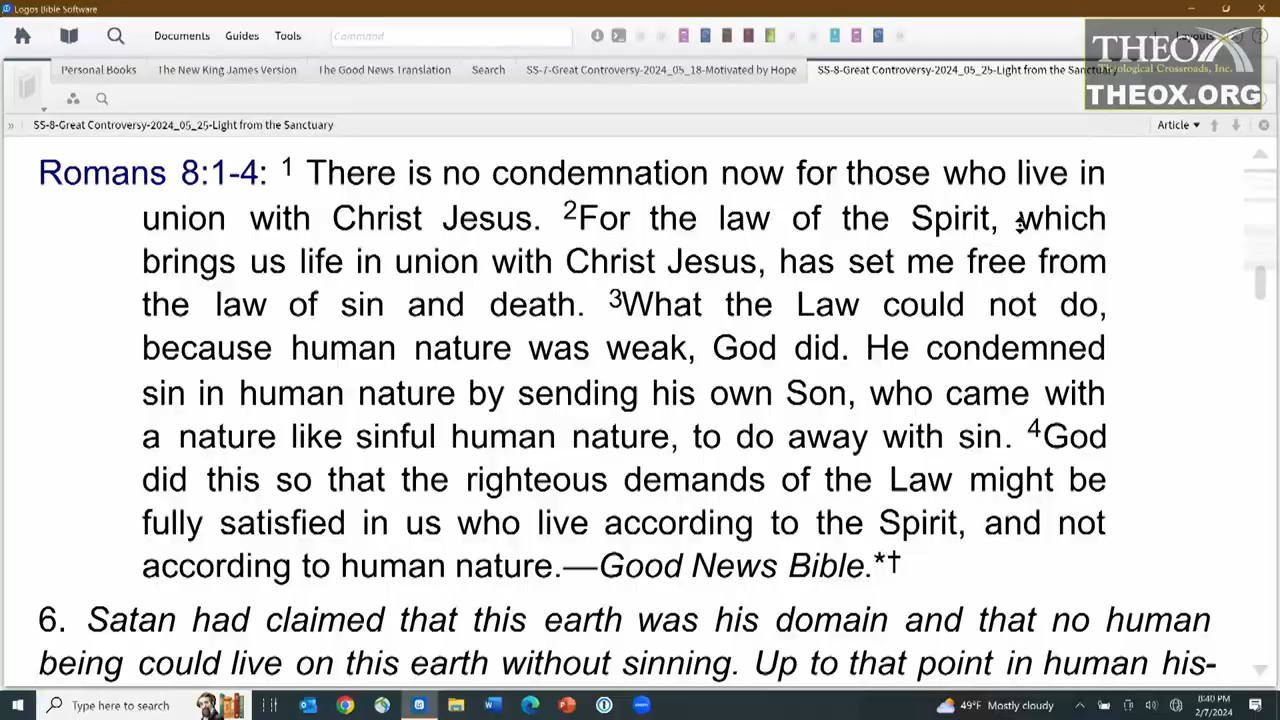 Logos Bible Software
Documents Guides Tools Command Layouts
THEOX
Theological Crossroads, Inc.
THEOX.ORG
Personal Books The New King James Version The Good Ne SS-7-Great Controversy-2024_05_18-Motivated by Hope SS-8-Great Controversy-2024_05_25-Light from the Sanctuary
» SS-8-Great Controversy-2024_05_25-Light from the Sanctuary Article
Romans 8:1-4: 1 There is no condemnation now for those who live in
union with Christ Jesus. 2For the law of the Spirit, which
brings us life in union with Christ Jesus, has set me free from
the law of sin and death. 3What the Law could not do,
because human nature was weak, God did. He condemned
sin in human nature by sending his own Son, who came with
a nature like sinful human nature, to do away with sin. 4God
did this so that the righteous demands of the Law might be
fully satisfied in us who live according to the Spirit, and not
according to human nature.—Good News Bible.*†
6. Satan had claimed that this earth was his domain and that no human
being could live on this earth without sinning. Up to that point in human his-
Type here to search 49°F Mostly cloudy 8:40 PM
2/7/2024